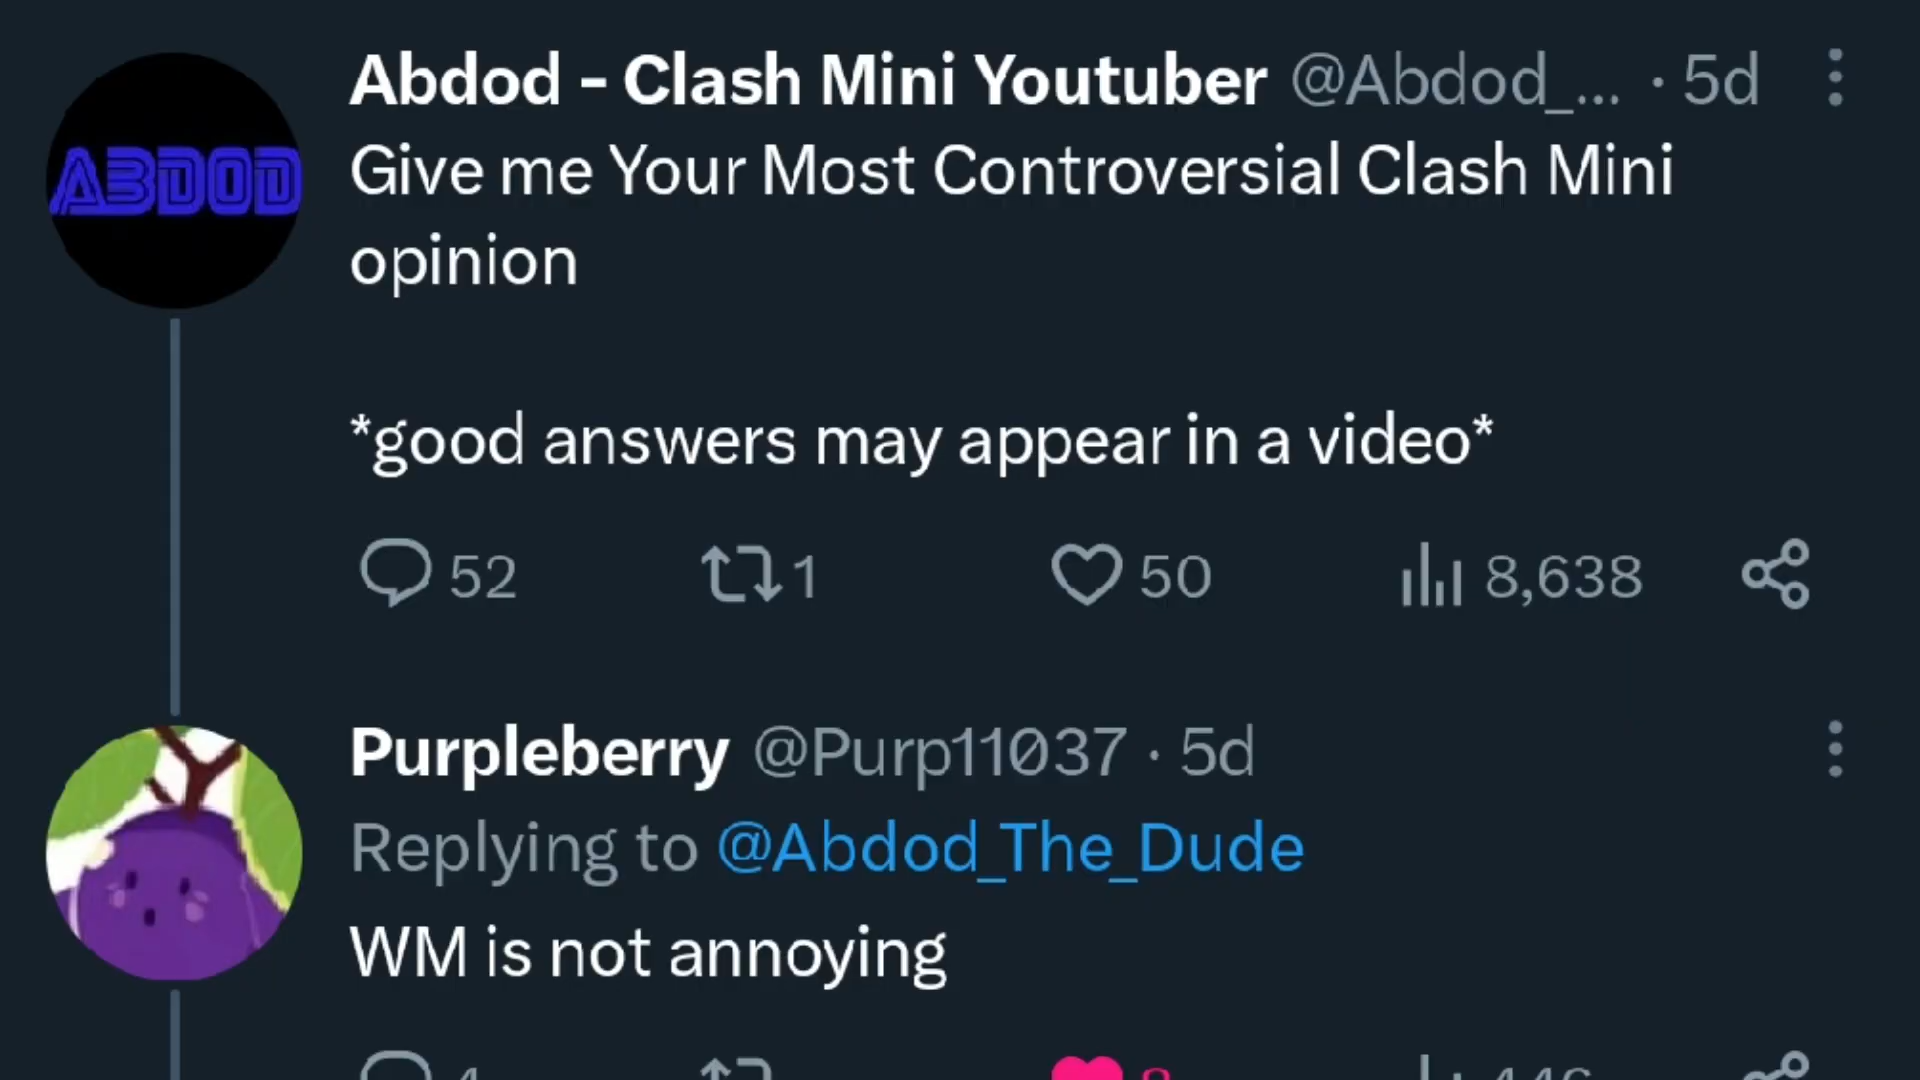 ABDOD
Abdod - Clash Mini Youtuber @Abdod_... · 5d
Give me Your Most Controversial Clash Mini
opinion
*good answers may appear in a video*
52 1 50 8,638
Purpleberry @Purp11037 · 5d
Replying to @Abdod_The_Dude
WM is not annoying